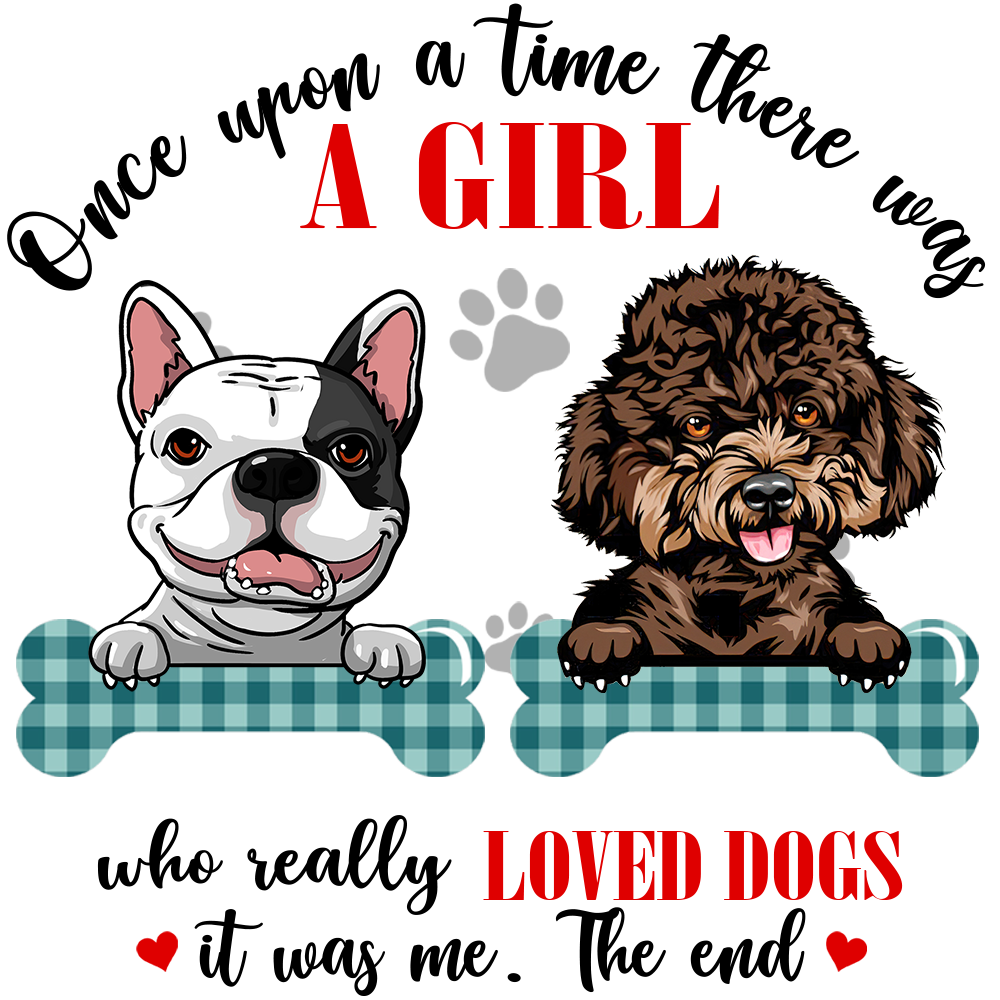 Once upon a time there was
A GIRL
who really LOVED DOGS
it was me. The end